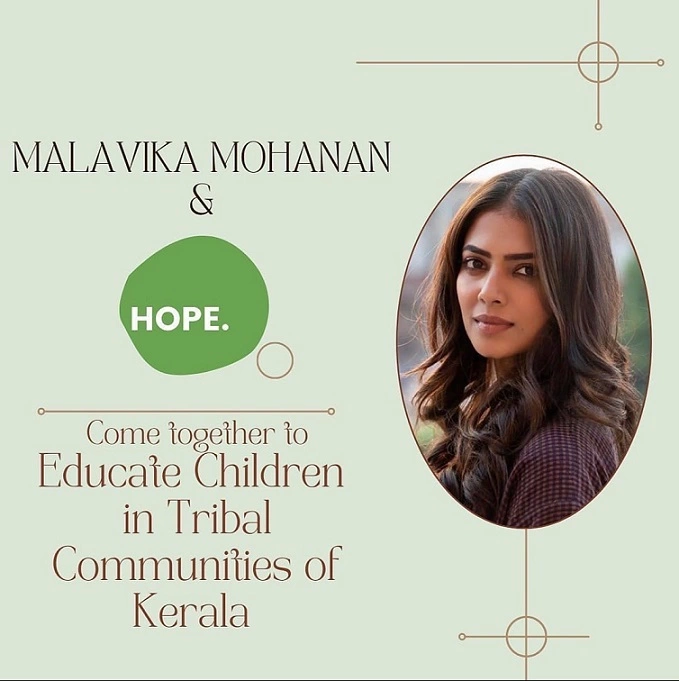 MALAVIKA MOHANAN
&
HOPE.
Come together to
Educate Children
in Tribal
Communities of
Kerala